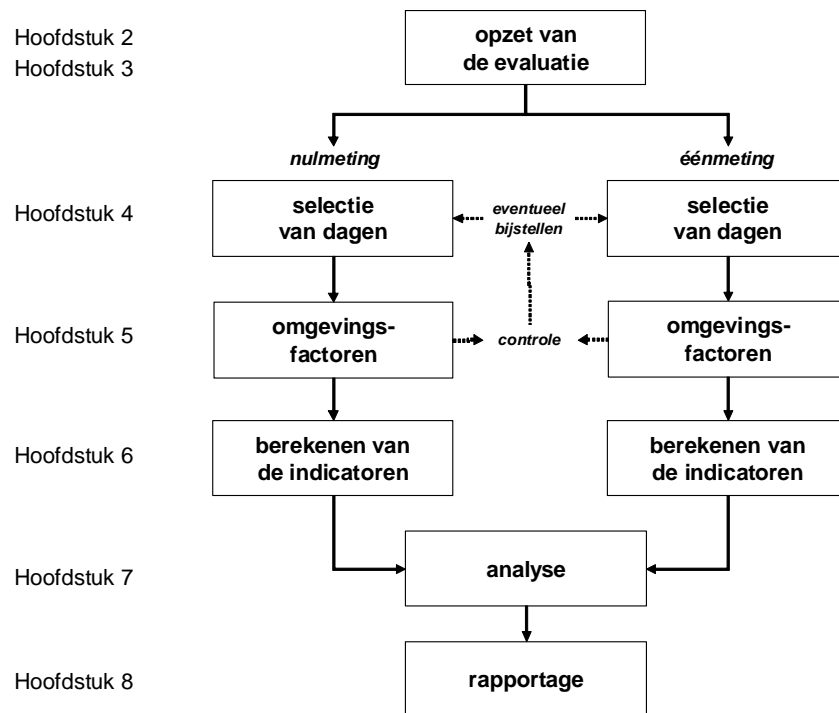 Hoofdstuk 2
Hoofdstuk 3
opzet van
de evaluatie
nulmeting
éénmeting
Hoofdstuk 4
selectie
van dagen
eventueel
bijstellen
selectie
van dagen
Hoofdstuk 5
omgevings-
factoren
controle
omgevings-
factoren
Hoofdstuk 6
berekenen van
de indicatoren
berekenen van
de indicatoren
Hoofdstuk 7
analyse
Hoofdstuk 8
rapportage